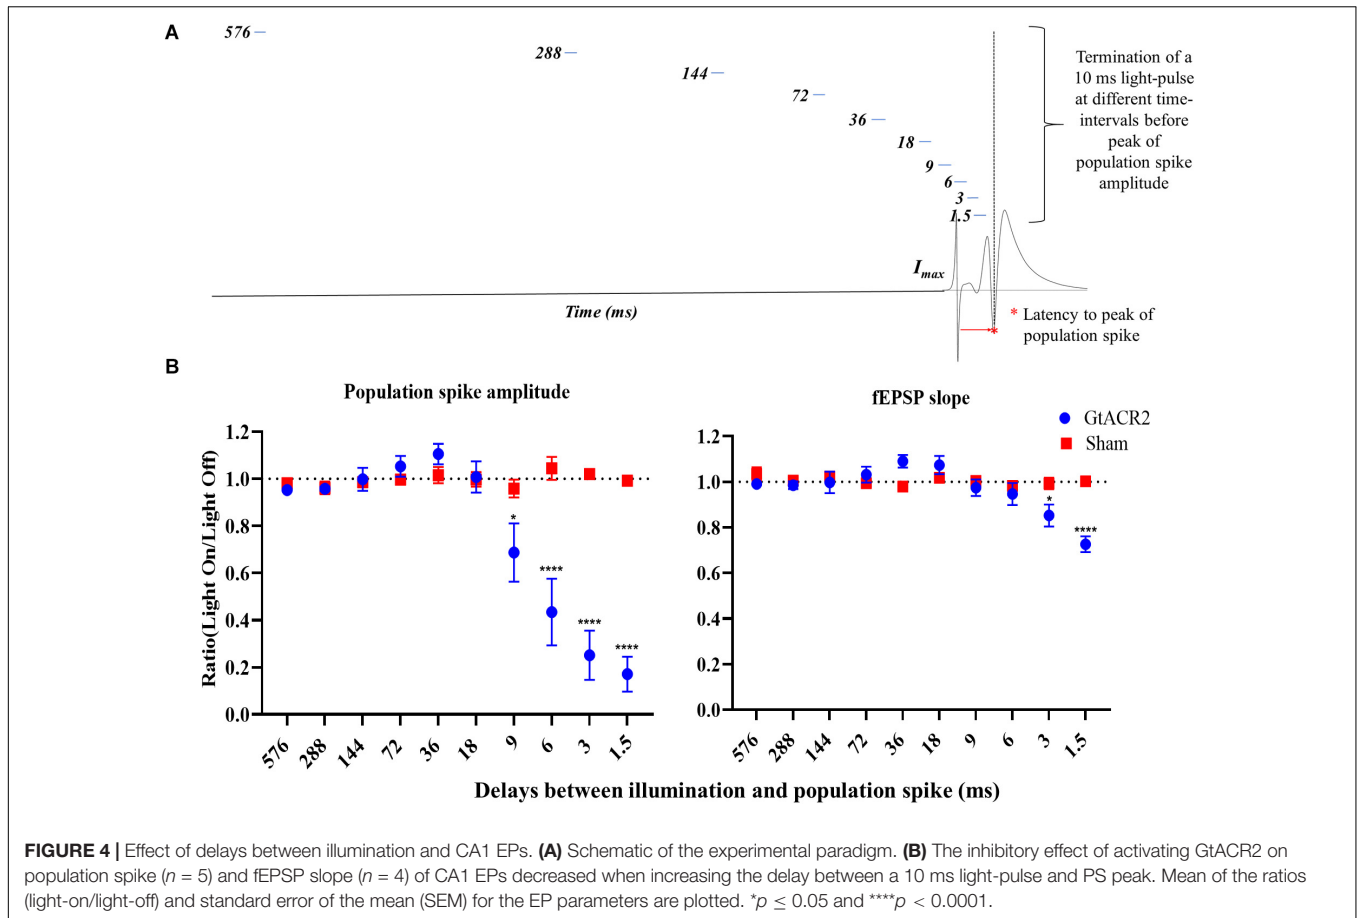 A
576
288
144
72
36
18
9
6
3
1.5
Termination of a
10 ms light-pulse
at different time-
intervals before
peak of
population spike
amplitude
Imax
Time (ms)
* Latency to peak of
population spike
*
B
Population spike amplitude
fEPSP slope
GtACR2
Sham
Ratio(Light On/Light Off)
1.2
1.0
0.8
0.6
0.4
0.2
0.0
*
****
****
****
576
288
144
72
36
18
9
6
3
1.5
1.2
1.0
0.8
0.6
0.4
0.2
0.0
*
****
576
288
144
72
36
18
9
6
3
1.5
Delays between illumination and population spike (ms)
FIGURE 4 | Effect of delays between illumination and CA1 EPs. (A) Schematic of the experimental paradigm. (B) The inhibitory effect of activating GtACR2 on
population spike (n = 5) and fEPSP slope (n = 4) of CA1 EPs decreased when increasing the delay between a 10 ms light-pulse and PS peak. Mean of the ratios
(light-on/light-off) and standard error of the mean (SEM) for the EP parameters are plotted. *p ≤ 0.05 and ****p < 0.0001.